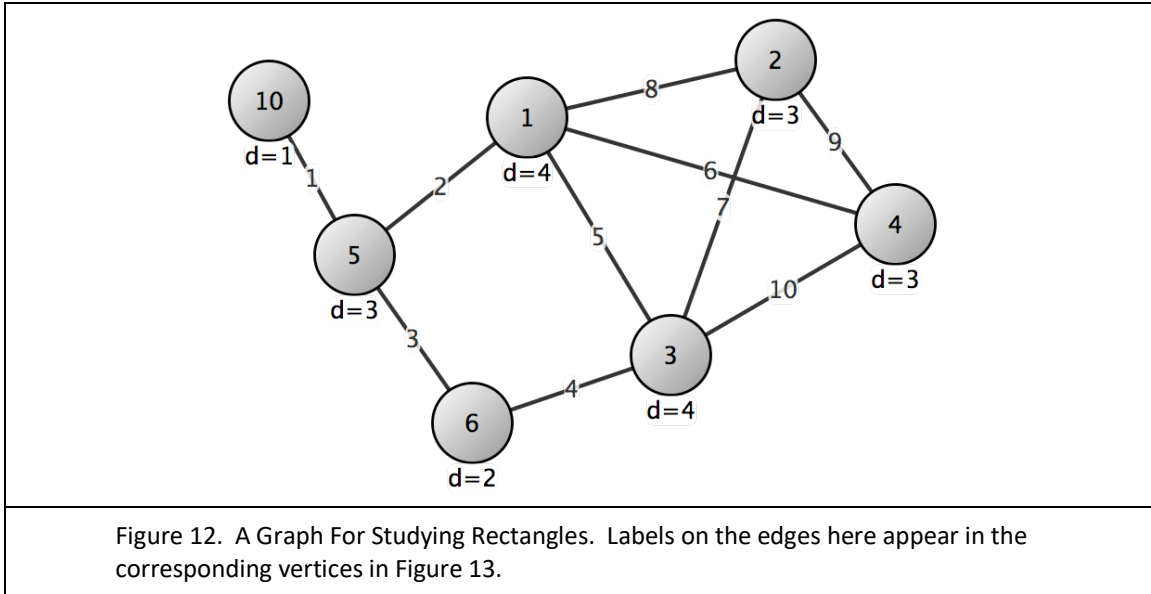 2
8
10
1
d=3
d=1
9
d=4
1
6
2
7
4
5
5
d=3
d=3
10
3
3
4
d=4
6
d=2
Figure 12. A Graph For Studying Rectangles. Labels on the edges here appear in the
corresponding vertices in Figure 13.